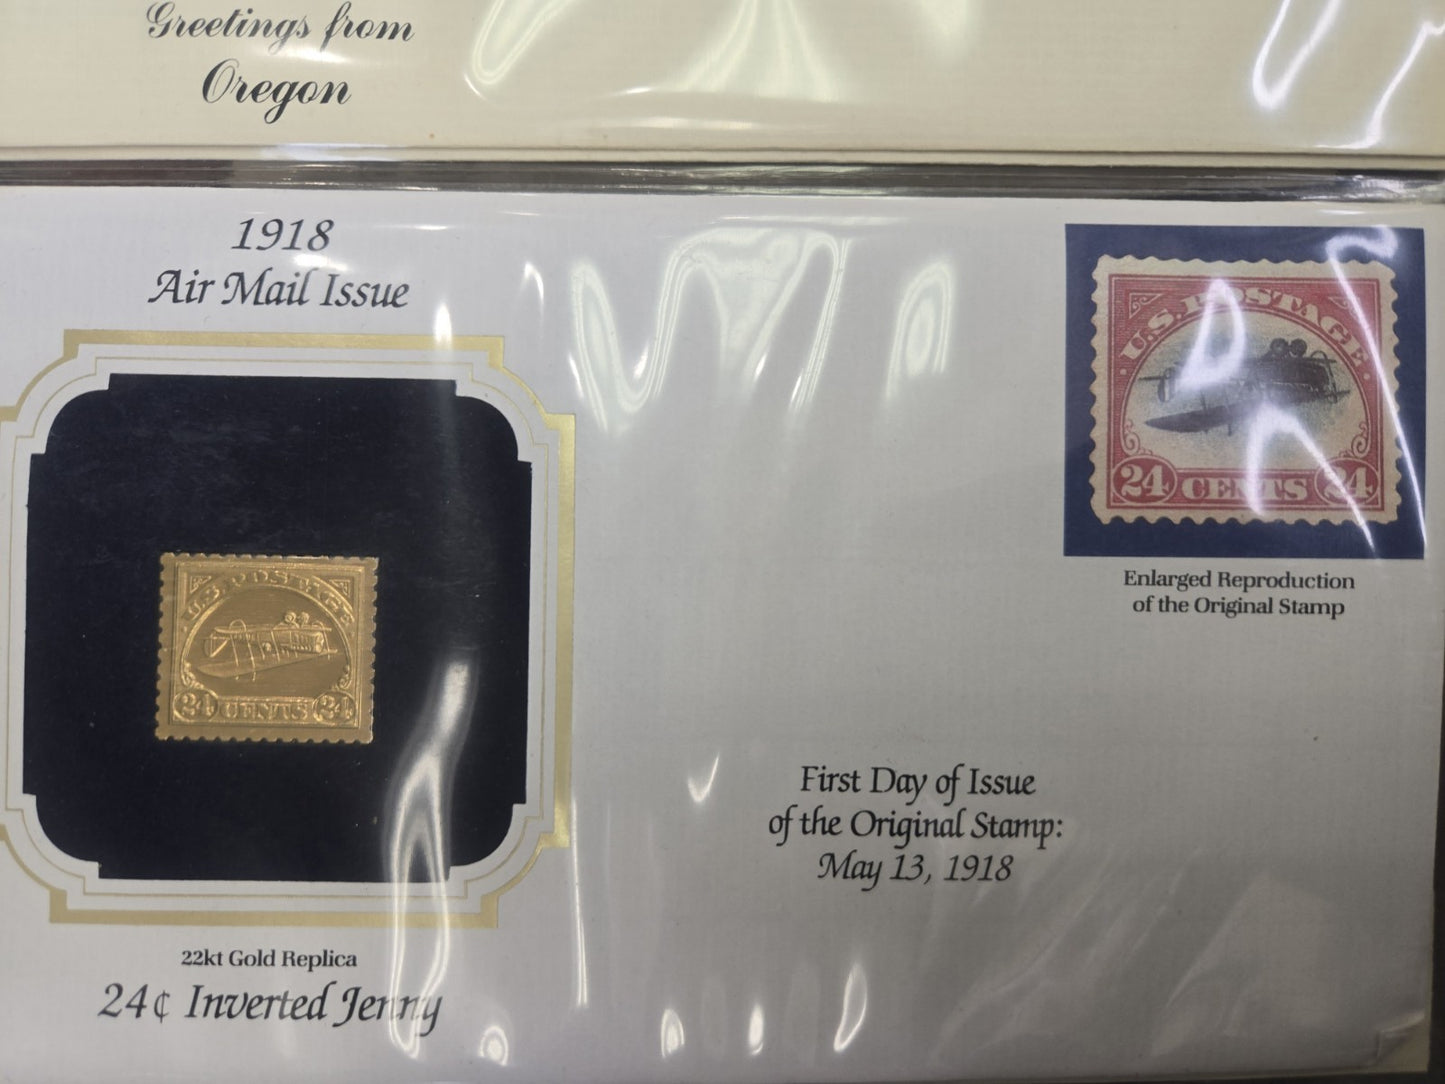 Greetings from
Oregon
1918
Air Mail Issue
U.S. POSTAGE
24 CENTS 24
Enlarged Reproduction
of the Original Stamp
U.S. POSTAGE
24 CENTS 24
First Day of Issue
of the Original Stamp:
May 13, 1918
22kt Gold Replica
24¢ Inverted Jenny